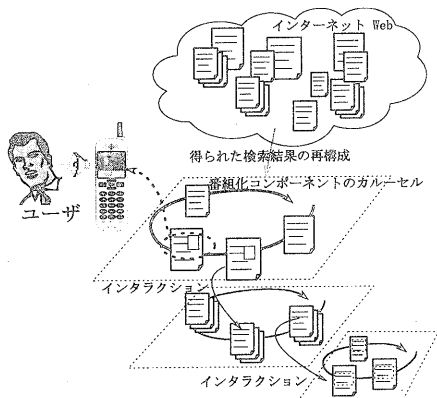 インターネット Web
得られた検索結果の再構成
番組化コンポーネントのカルーセル
ユーザ
インタラクション
インタラクション